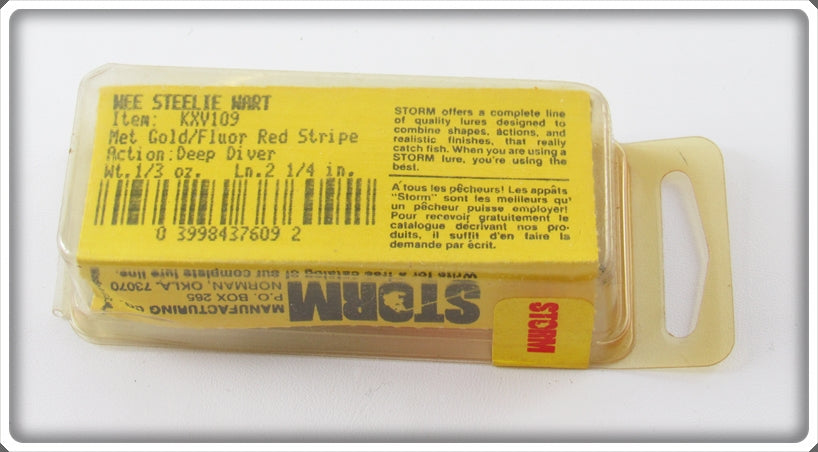 WEE STEELIE WART
Item: KXV109
Met Gold/Fluor Red Stripe
Action:Deep Diver
Wt.1/3 oz. Ln.2 1/4 in.
0 3998437609 2
STORM offers a complete line
of quality lures designed to
combine shapes, actions, and
realistic finishes, that really
catch fish. When you are using a
STORM lure, you're using the
best.
A tous les pêcheurs! Les appâts
"Storm" sont les meilleurs qu'
un pêcheur puisse employer!
Pour recevoir gratuitement le
catalogue décrivant nos pro-
duits, il suffit d'en faire la
demande par écrit.
STORM
MANUFACTURING CO.
P.O. BOX 265
NORMAN, OKLA. 73070
Write for a free catalog of our complete lure line.
STORM